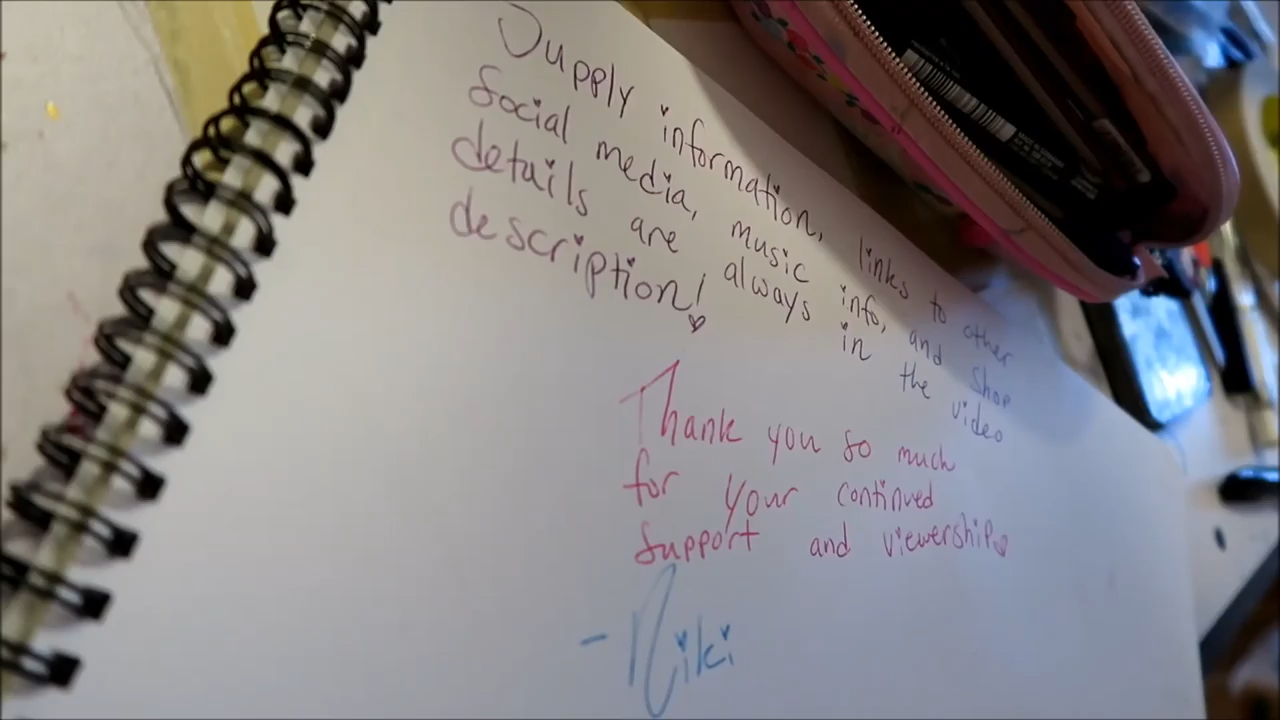 Supply information, links to other
Social media, music info, and Shop
details are always in the video
description!
Thank you so much
for your continued
Support and viewership
- Niki